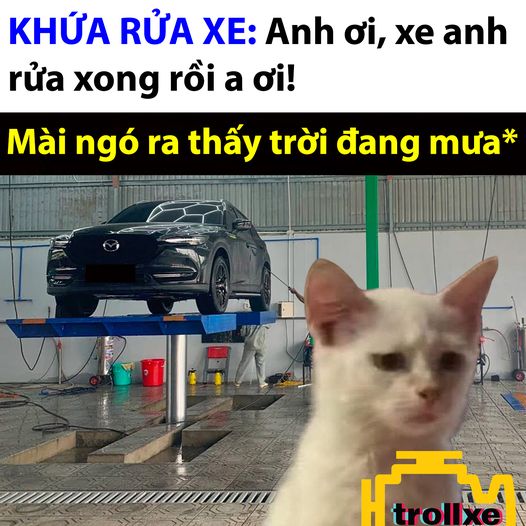 KHỨA RỬA XE: Anh ơi, xe anh
rửa xong rồi a ơi!
Mài ngó ra thấy trời đang mưa*
trollxe